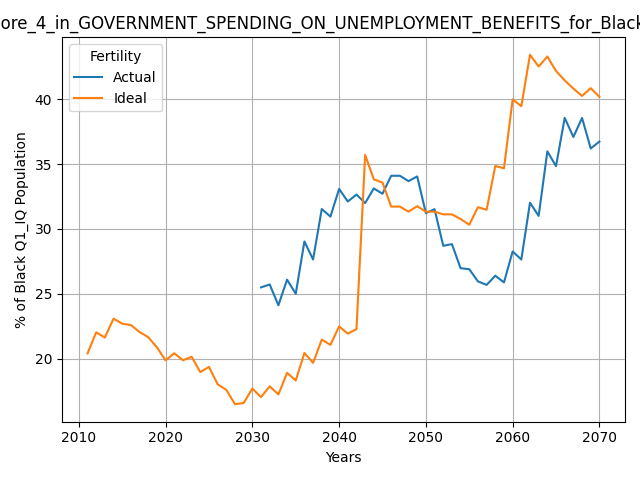 ore_4_in_GOVERNMENT_SPENDING_ON_UNEMPLOYMENT_BENEFITS_for_Black
Fertility
Actual
Ideal
% of Black Q1_IQ Population
40
35
30
25
20
2010 2020 2030 2040 2050 2060 2070
Years